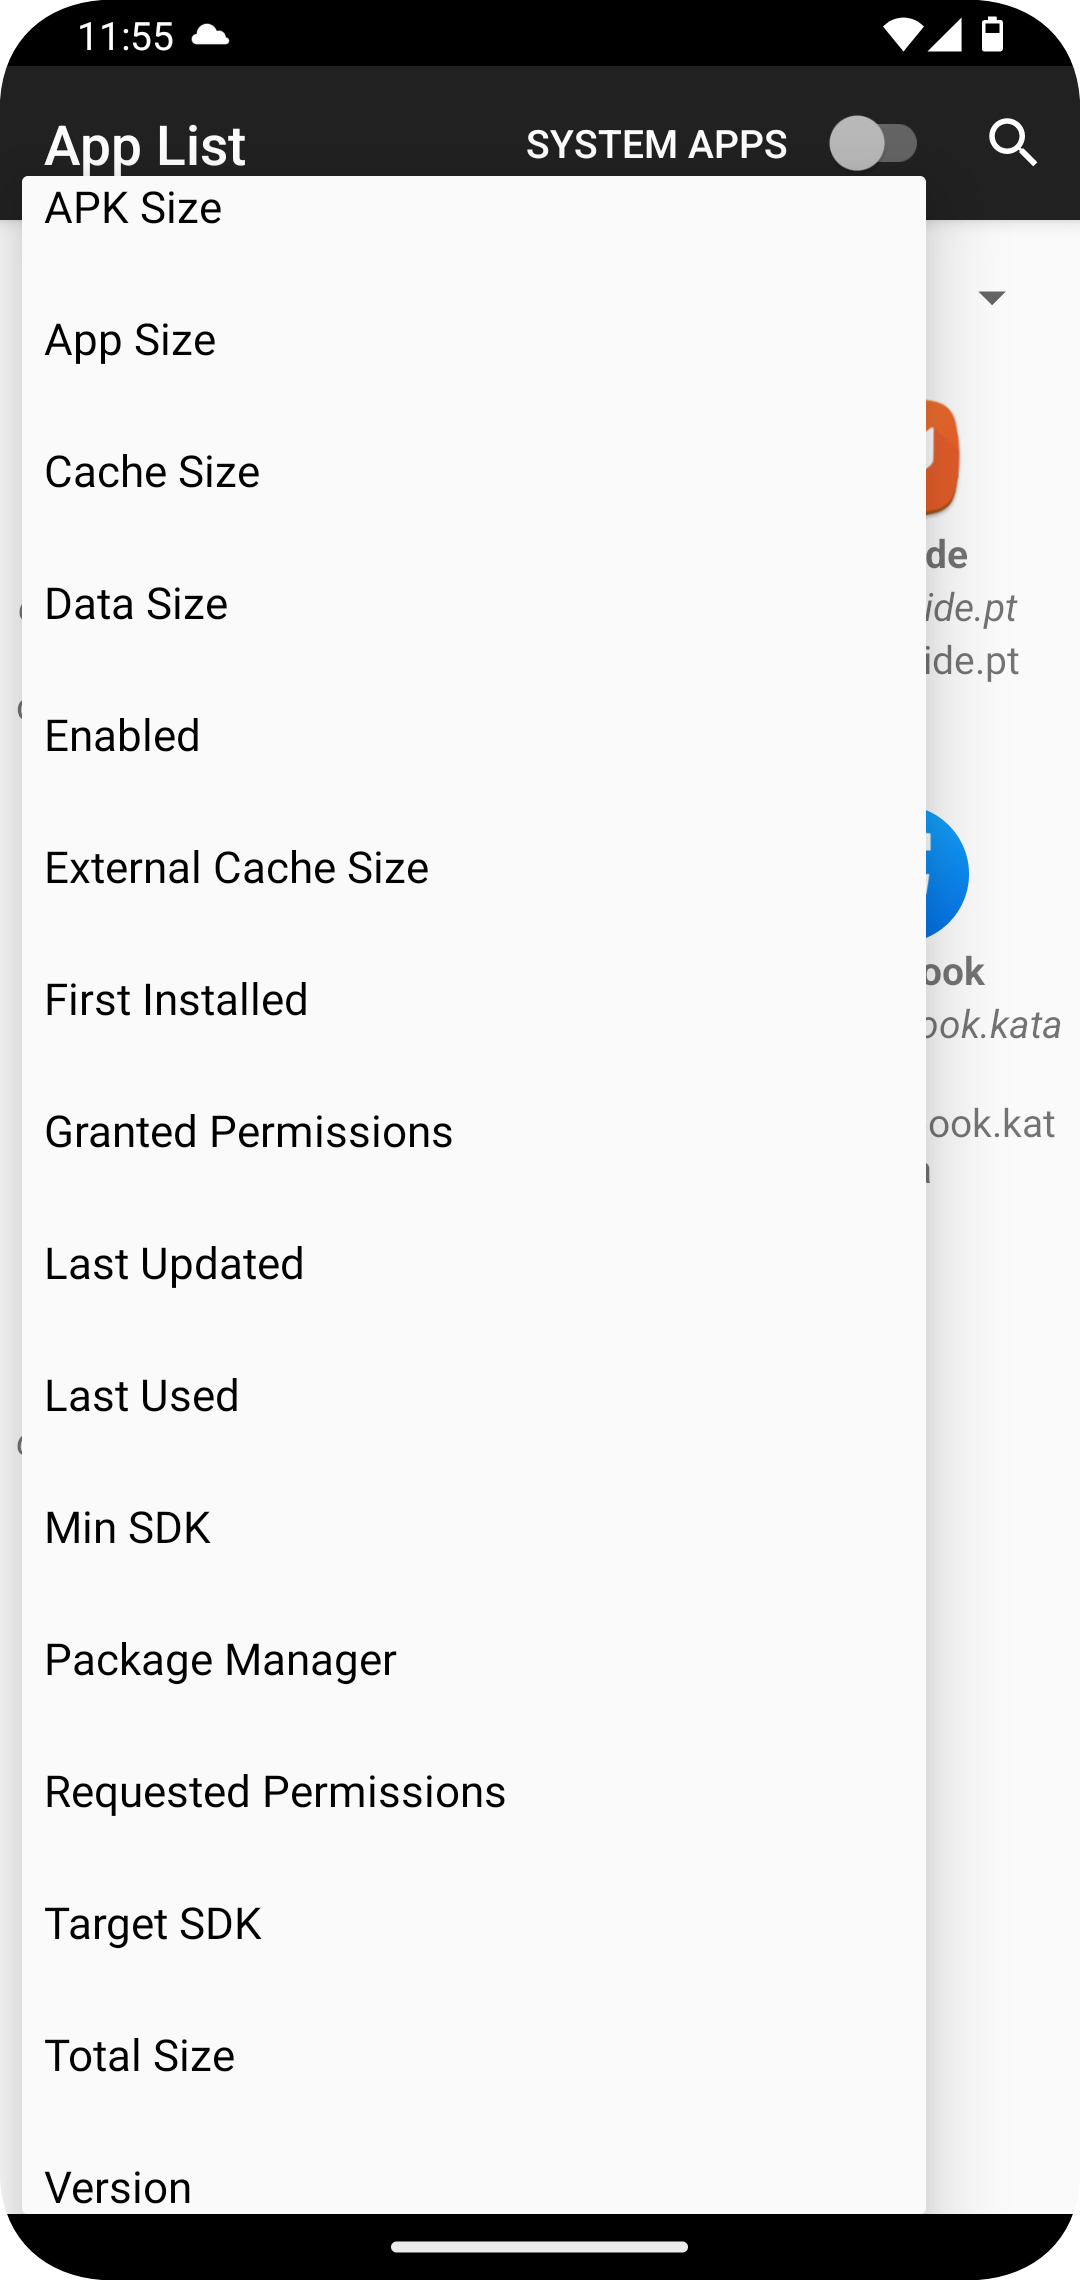 11:55
App List
SYSTEM APPS
APK Size
App Size
Cache Size
Data Size
Enabled
External Cache Size
First Installed
Granted Permissions
Last Updated
Last Used
Min SDK
Package Manager
Requested Permissions
Target SDK
Total Size
Version
de
ide.pt
ide.pt
ook
ook.kata
ook.kat
a